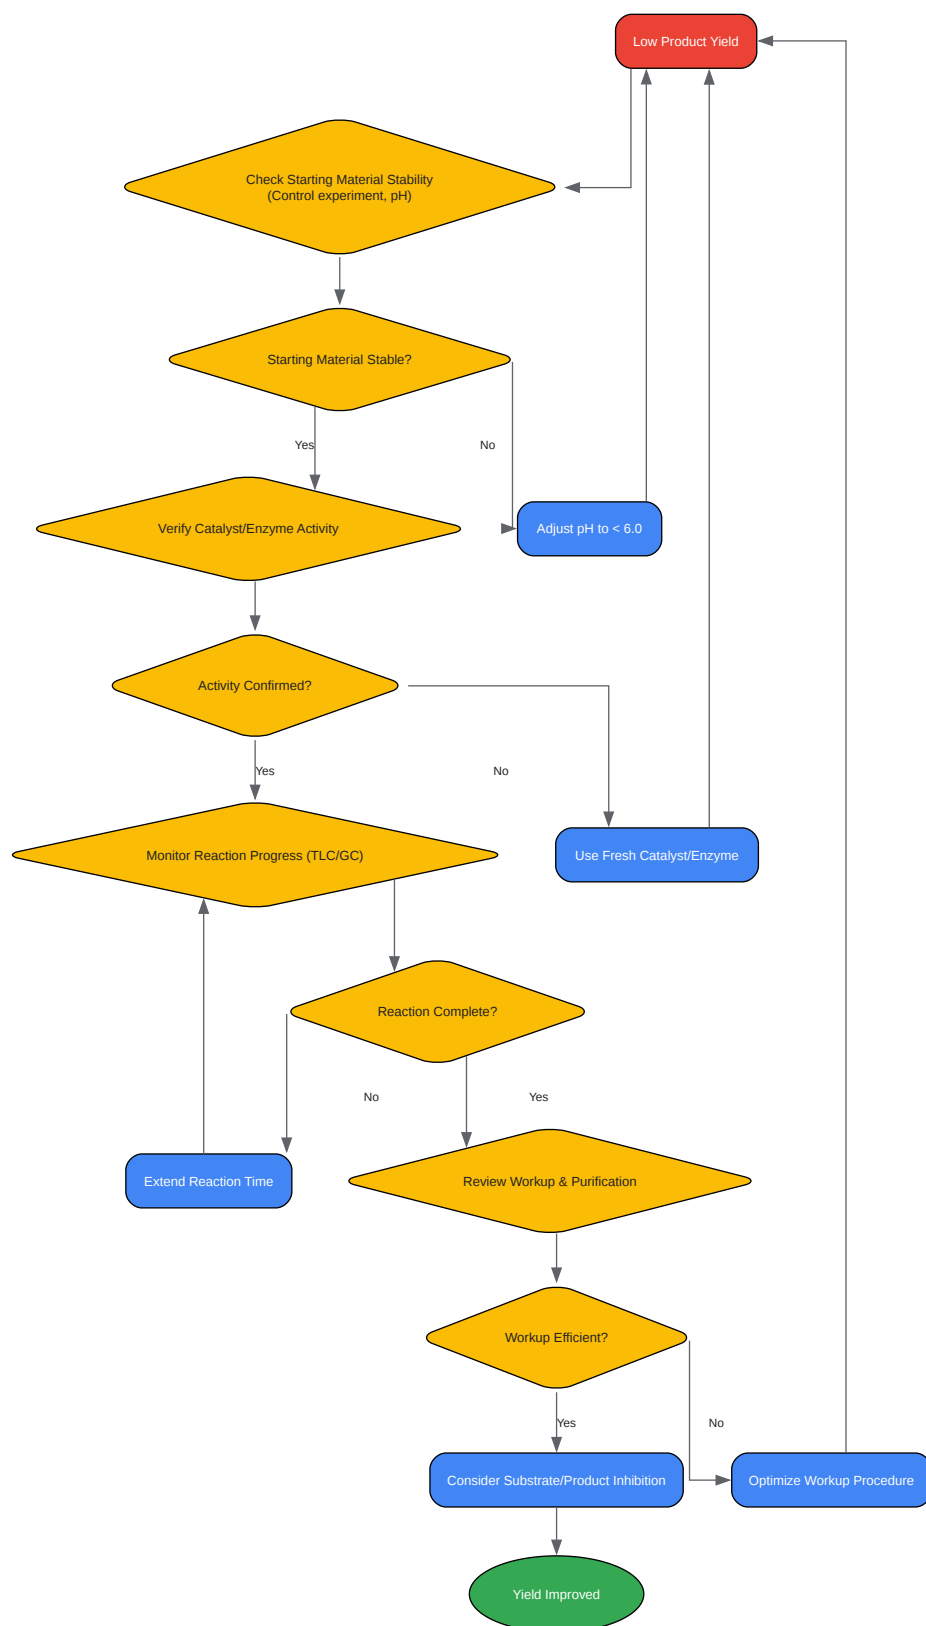 Low Product Yield
Check Starting Material Stability
(Control experiment, pH)
Starting Material Stable?
Yes
No
Verify Catalyst/Enzyme Activity
Adjust pH to < 6.0
Activity Confirmed?
Yes
No
Monitor Reaction Progress (TLC/GC)
Use Fresh Catalyst/Enzyme
Reaction Complete?
No
Yes
Extend Reaction Time
Review Workup & Purification
Workup Efficient?
Yes
No
Consider Substrate/Product Inhibition
Optimize Workup Procedure
Yield Improved